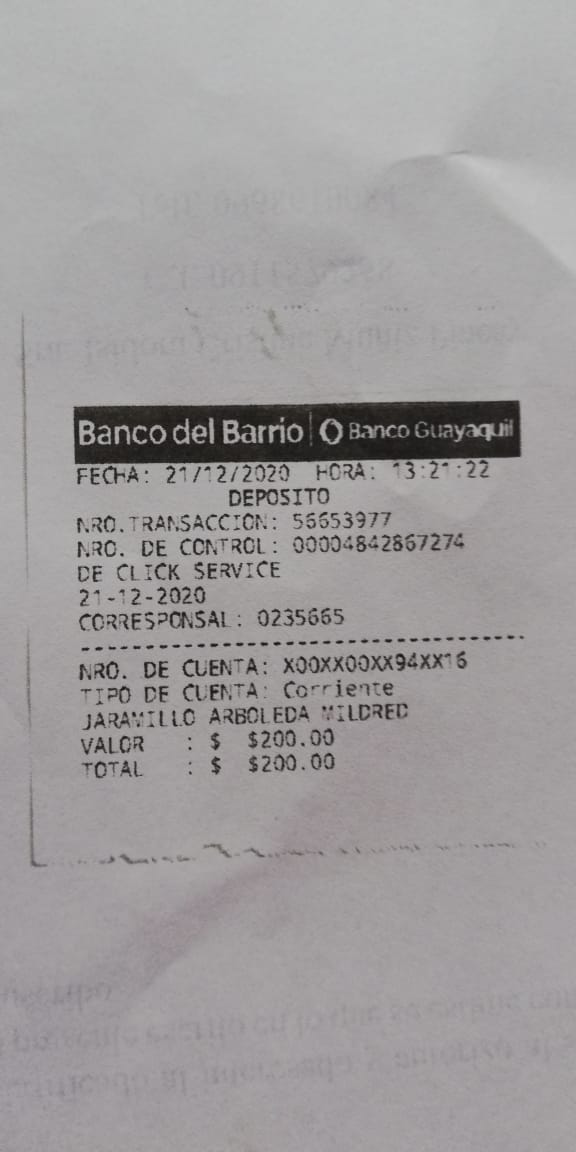 Banco del Barrio | Banco Guayaquil
FECHA: 21/12/2020 HORA: 13:21:22
DEPOSITO
NRO.TRANSACCION: 56653977
NRO. DE CONTROL: 00004842867274
DE CLICK SERVICE
21-12-2020
CORRESPONSAL: 0235665
NRO. DE CUENTA: X00XX00XX94XX16
TIPO DE CUENTA: Corriente
JARAMILLO ARBOLEDA MILDRED
VALOR : $ $200.00
TOTAL : $ $200.00